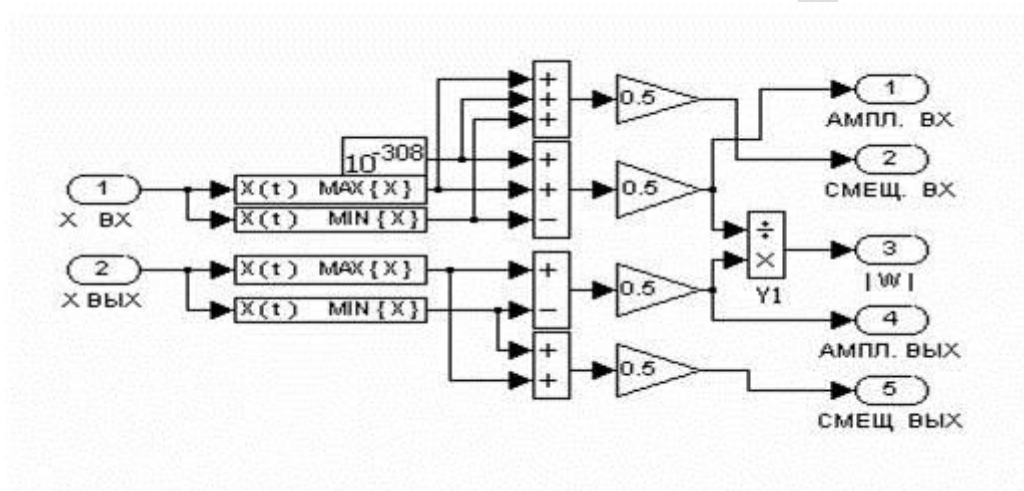 +
+
+
0.5
1
АМПЛ. ВХ
10^-308
+
+
−
0.5
2
СМЕЩ. ВХ
1
X ВХ
X(t) MAX{X}
X(t) MIN{X}
÷
×
Y1
3
|W|
2
X ВЫХ
X(t) MAX{X}
X(t) MIN{X}
+
−
0.5
4
АМПЛ. ВЫХ
+
+
0.5
5
СМЕЩ ВЫХ